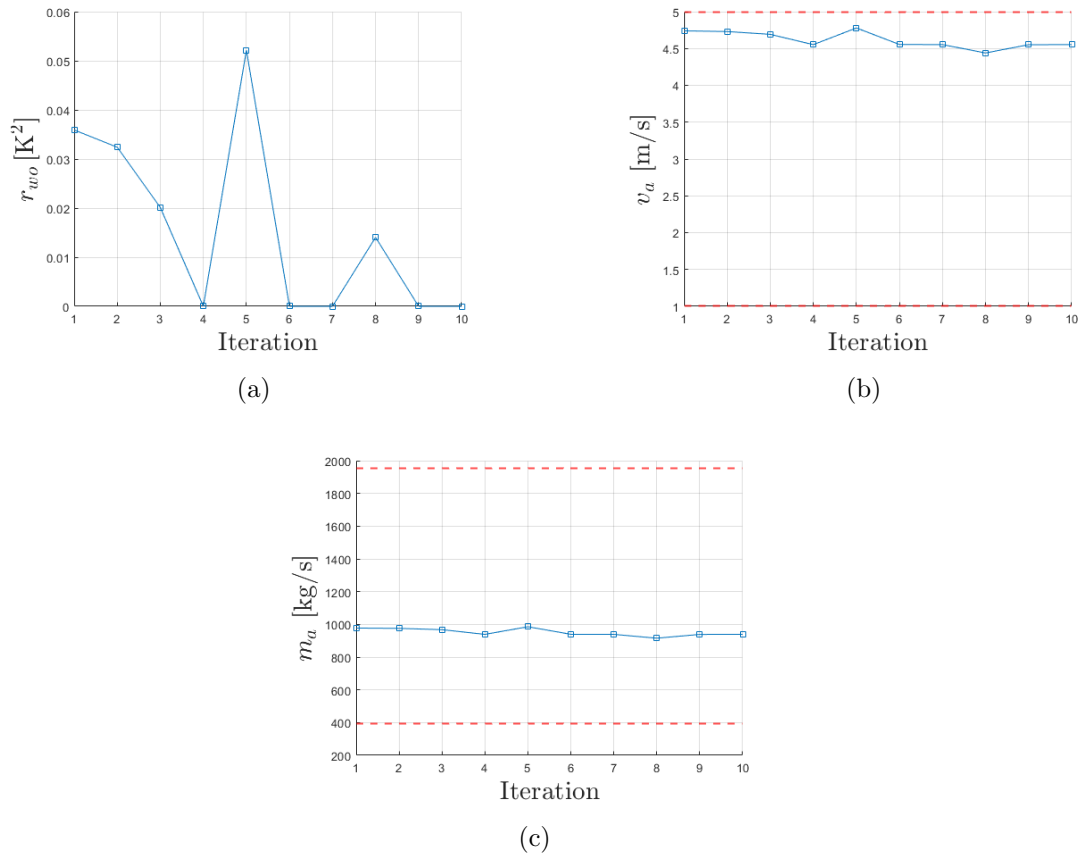 0.06
0.05
0.04
0.03
0.02
0.01
0
r_{wo} [K^2]
1 2 3 4 5 6 7 8 9 10
Iteration
(a)
5
4.5
4
3.5
3
2.5
2
1.5
1
v_a [m/s]
1 2 3 4 5 6 7 8 9 10
Iteration
(b)
2000
1800
1600
1400
1200
1000
800
600
400
200
m_a [kg/s]
1 2 3 4 5 6 7 8 9 10
Iteration
(c)